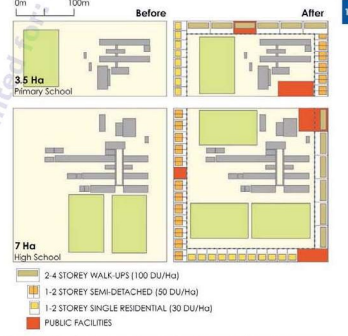 0m 100m
Before After
3.5 Ha
Primary School
7 Ha
High School
2-4 STOREY WALK-UPS (100 DU/Ha)
1-2 STOREY SEMI-DETACHED (50 DU/Ha)
1-2 STOREY SINGLE RESIDENTIAL (30 DU/Ha)
PUBLIC FACILITIES